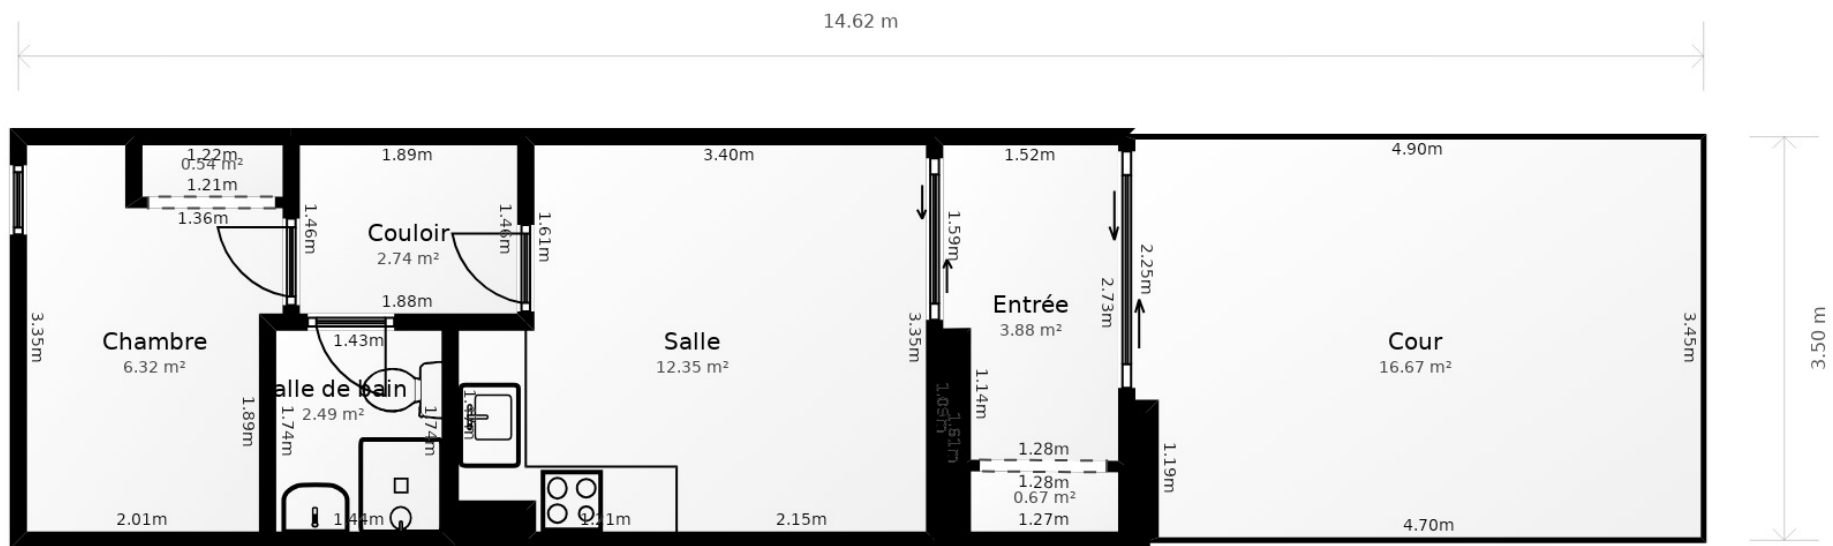 14.62 m
1.22m
0.54 m²
1.21m
1.36m
1.89m
3.40m
1.52m
4.90m
1.46m
Couloir
2.74 m²
1.46m
1.61m
1.59m
1.88m
2.25m
2.73m
Entrée
3.88 m²
3.35m
Chambre
6.32 m²
1.43m
Salle
12.35 m²
3.35m
Cour
16.67 m²
3.45m
3.50 m
alle de bain
2.49 m²
1.89m
1.74m
1.74m
1.14m
1.28m
1.28m
0.67 m²
1.27m
1.19m
2.01m
1.44m
1.21m
2.15m
4.70m